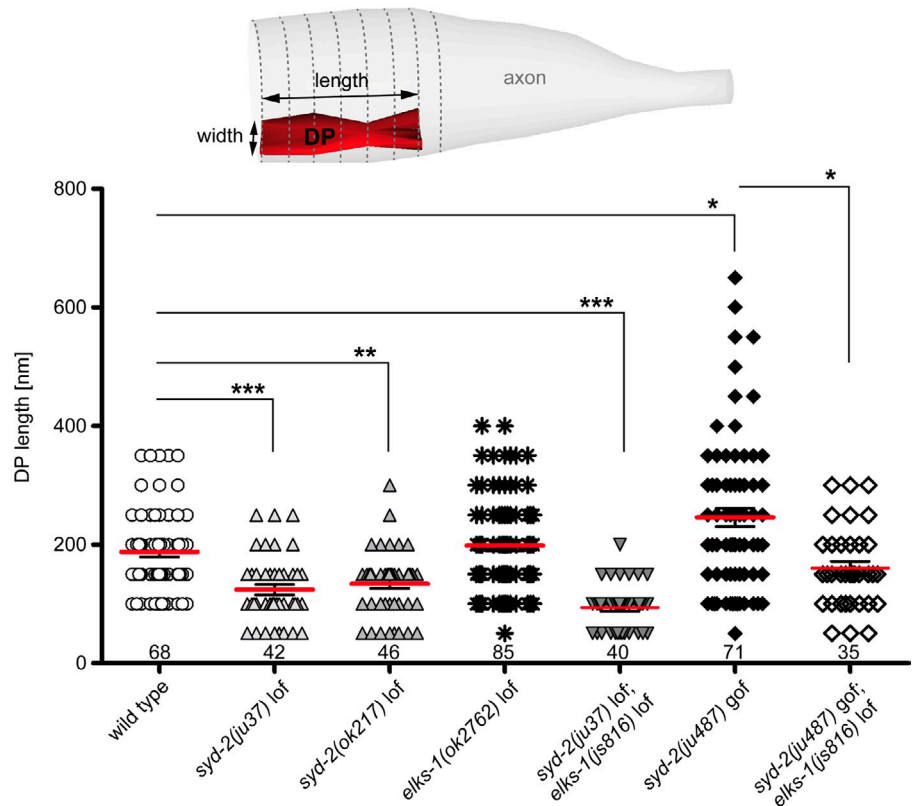 length
axon
width
DP
800
*
*
600
***
**
***
DP length [nm]
400
200
0
68
42
46
85
40
71
35
wild type
syd-2(ju37) lof
syd-2(ok217) lof
elks-1(ok2762) lof
syd-2(ju37) lof;
elks-1(js816) lof
syd-2(ju487) gof
syd-2(ju487) gof;
elks-1(js816) lof